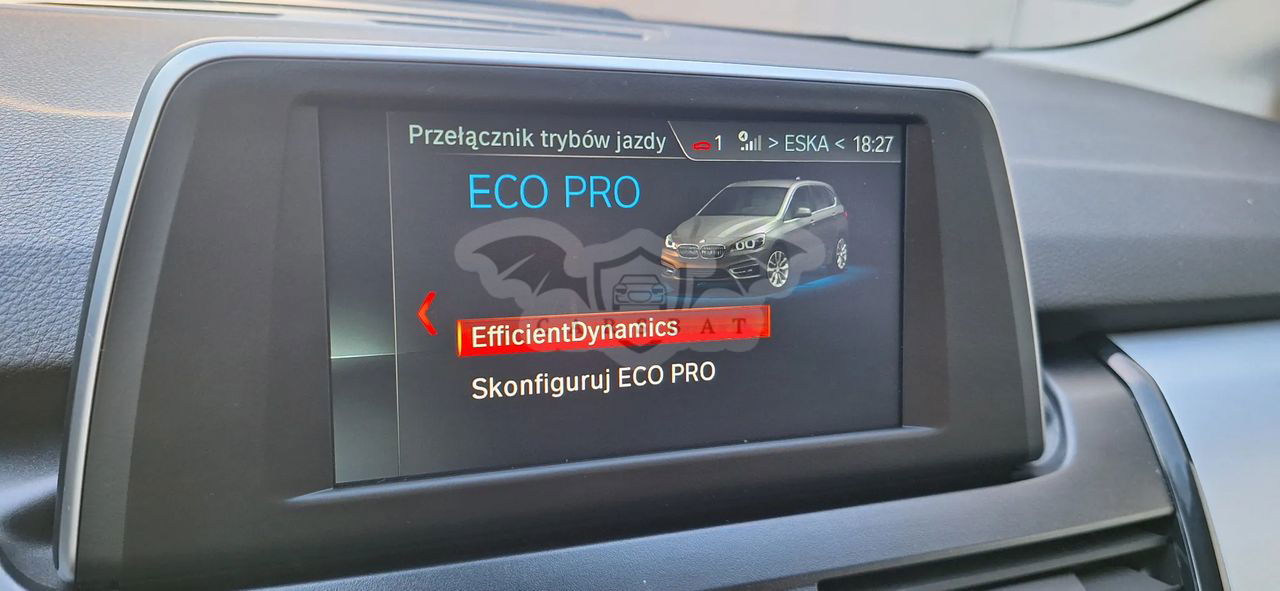 Przełącznik trybów jazdy 1 > ESKA < 18:27
ECO PRO
EfficientDynamics
Skonfiguruj ECO PRO